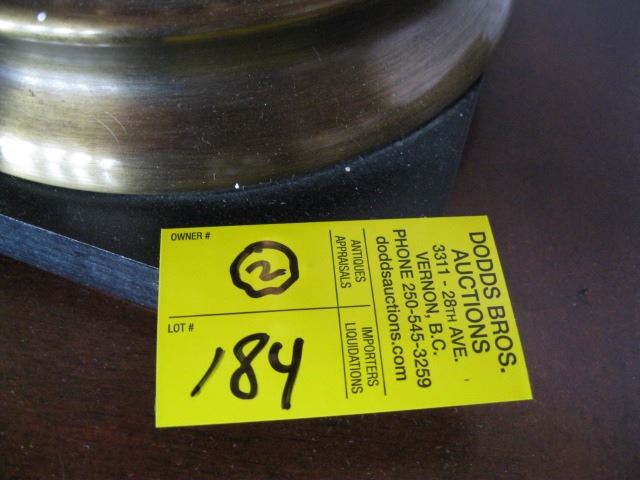 OWNER #
2
LOT #
184
ANTIQUES
APPRAISALS
IMPORTERS
LIQUIDATIONS
DODDS BROS.
AUCTIONS
3311 - 28TH AVE.
VERNON, B.C.
PHONE 250-545-3259
doddsauctions.com